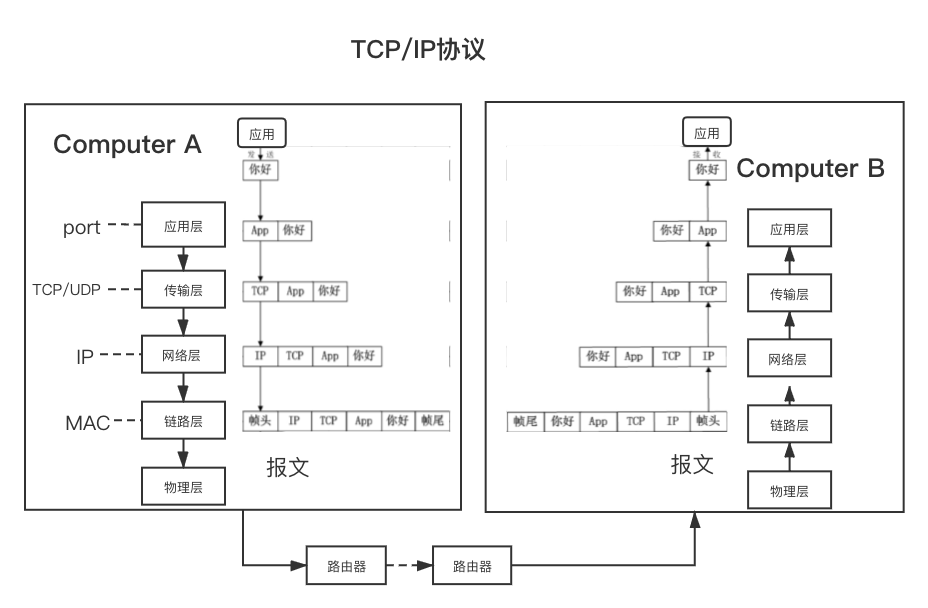 TCP/IP协议
Computer A
应用
发 送
你好
port
应用层
App 你好
TCP/UDP
传输层
TCP App 你好
IP
网络层
IP TCP App 你好
MAC
链路层
帧头 IP TCP App 你好 帧尾
物理层
报文
应用
接 收
你好
Computer B
你好 App
应用层
你好 App TCP
传输层
你好 App TCP IP
网络层
帧尾 你好 App TCP IP 帧头
链路层
报文
物理层
路由器
路由器